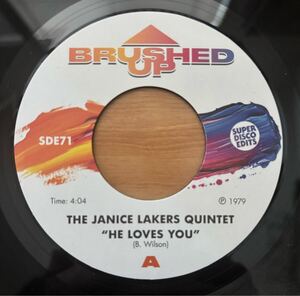 BRUSHED
UP
SDE71
SUPER
DISCO
EDITS
Time: 4:04
℗ 1979
THE JANICE LAKERS QUINTET
"HE LOVES YOU"
(B. Wilson)
A